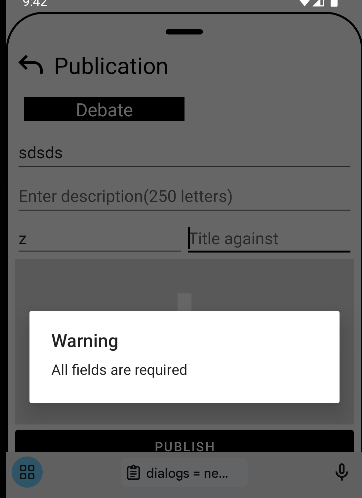 9:42
Publication
Debate
sdsds
Enter description(250 letters)
z
Title against
Warning
All fields are required
PUBLISH
dialogs = ne...